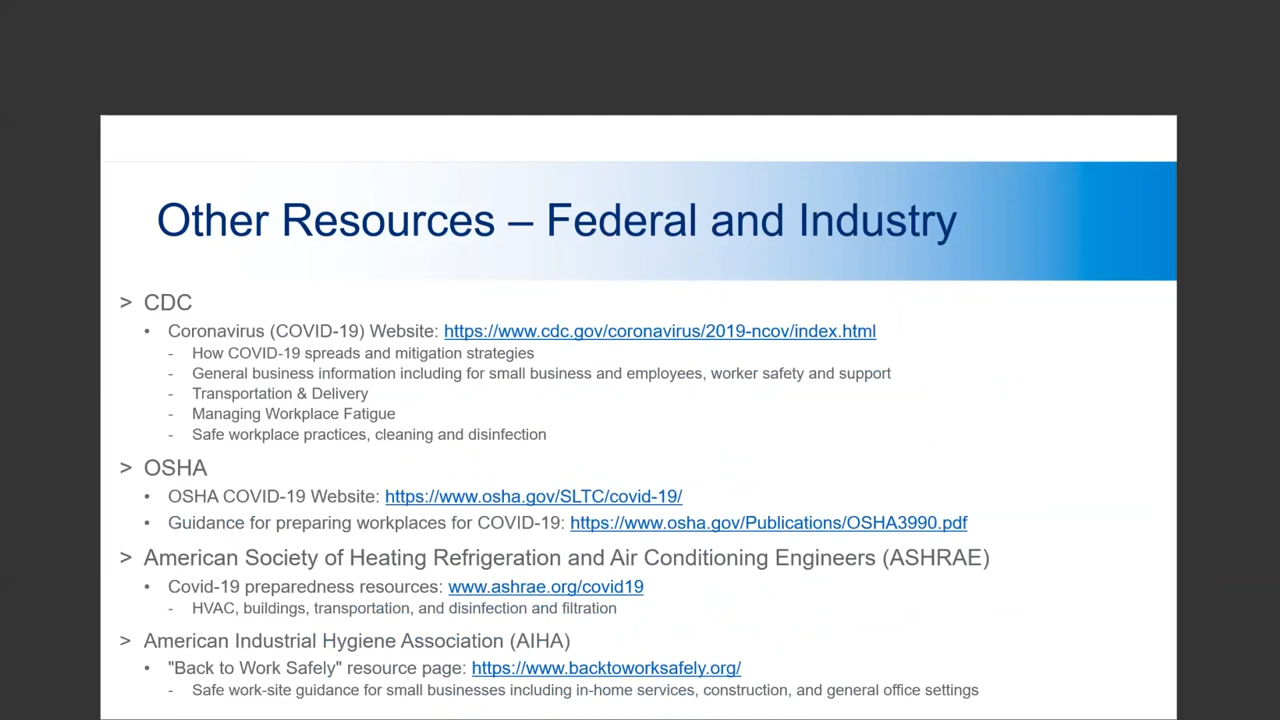 Other Resources – Federal and Industry
> CDC
• Coronavirus (COVID-19) Website: https://www.cdc.gov/coronavirus/2019-ncov/index.html
- How COVID-19 spreads and mitigation strategies
- General business information including for small business and employees, worker safety and support
- Transportation & Delivery
- Managing Workplace Fatigue
- Safe workplace practices, cleaning and disinfection
> OSHA
• OSHA COVID-19 Website: https://www.osha.gov/SLTC/covid-19/
• Guidance for preparing workplaces for COVID-19: https://www.osha.gov/Publications/OSHA3990.pdf
> American Society of Heating Refrigeration and Air Conditioning Engineers (ASHRAE)
• Covid-19 preparedness resources: www.ashrae.org/covid19
- HVAC, buildings, transportation, and disinfection and filtration
> American Industrial Hygiene Association (AIHA)
• "Back to Work Safely" resource page: https://www.backtoworksafely.org/
- Safe work-site guidance for small businesses including in-home services, construction, and general office settings